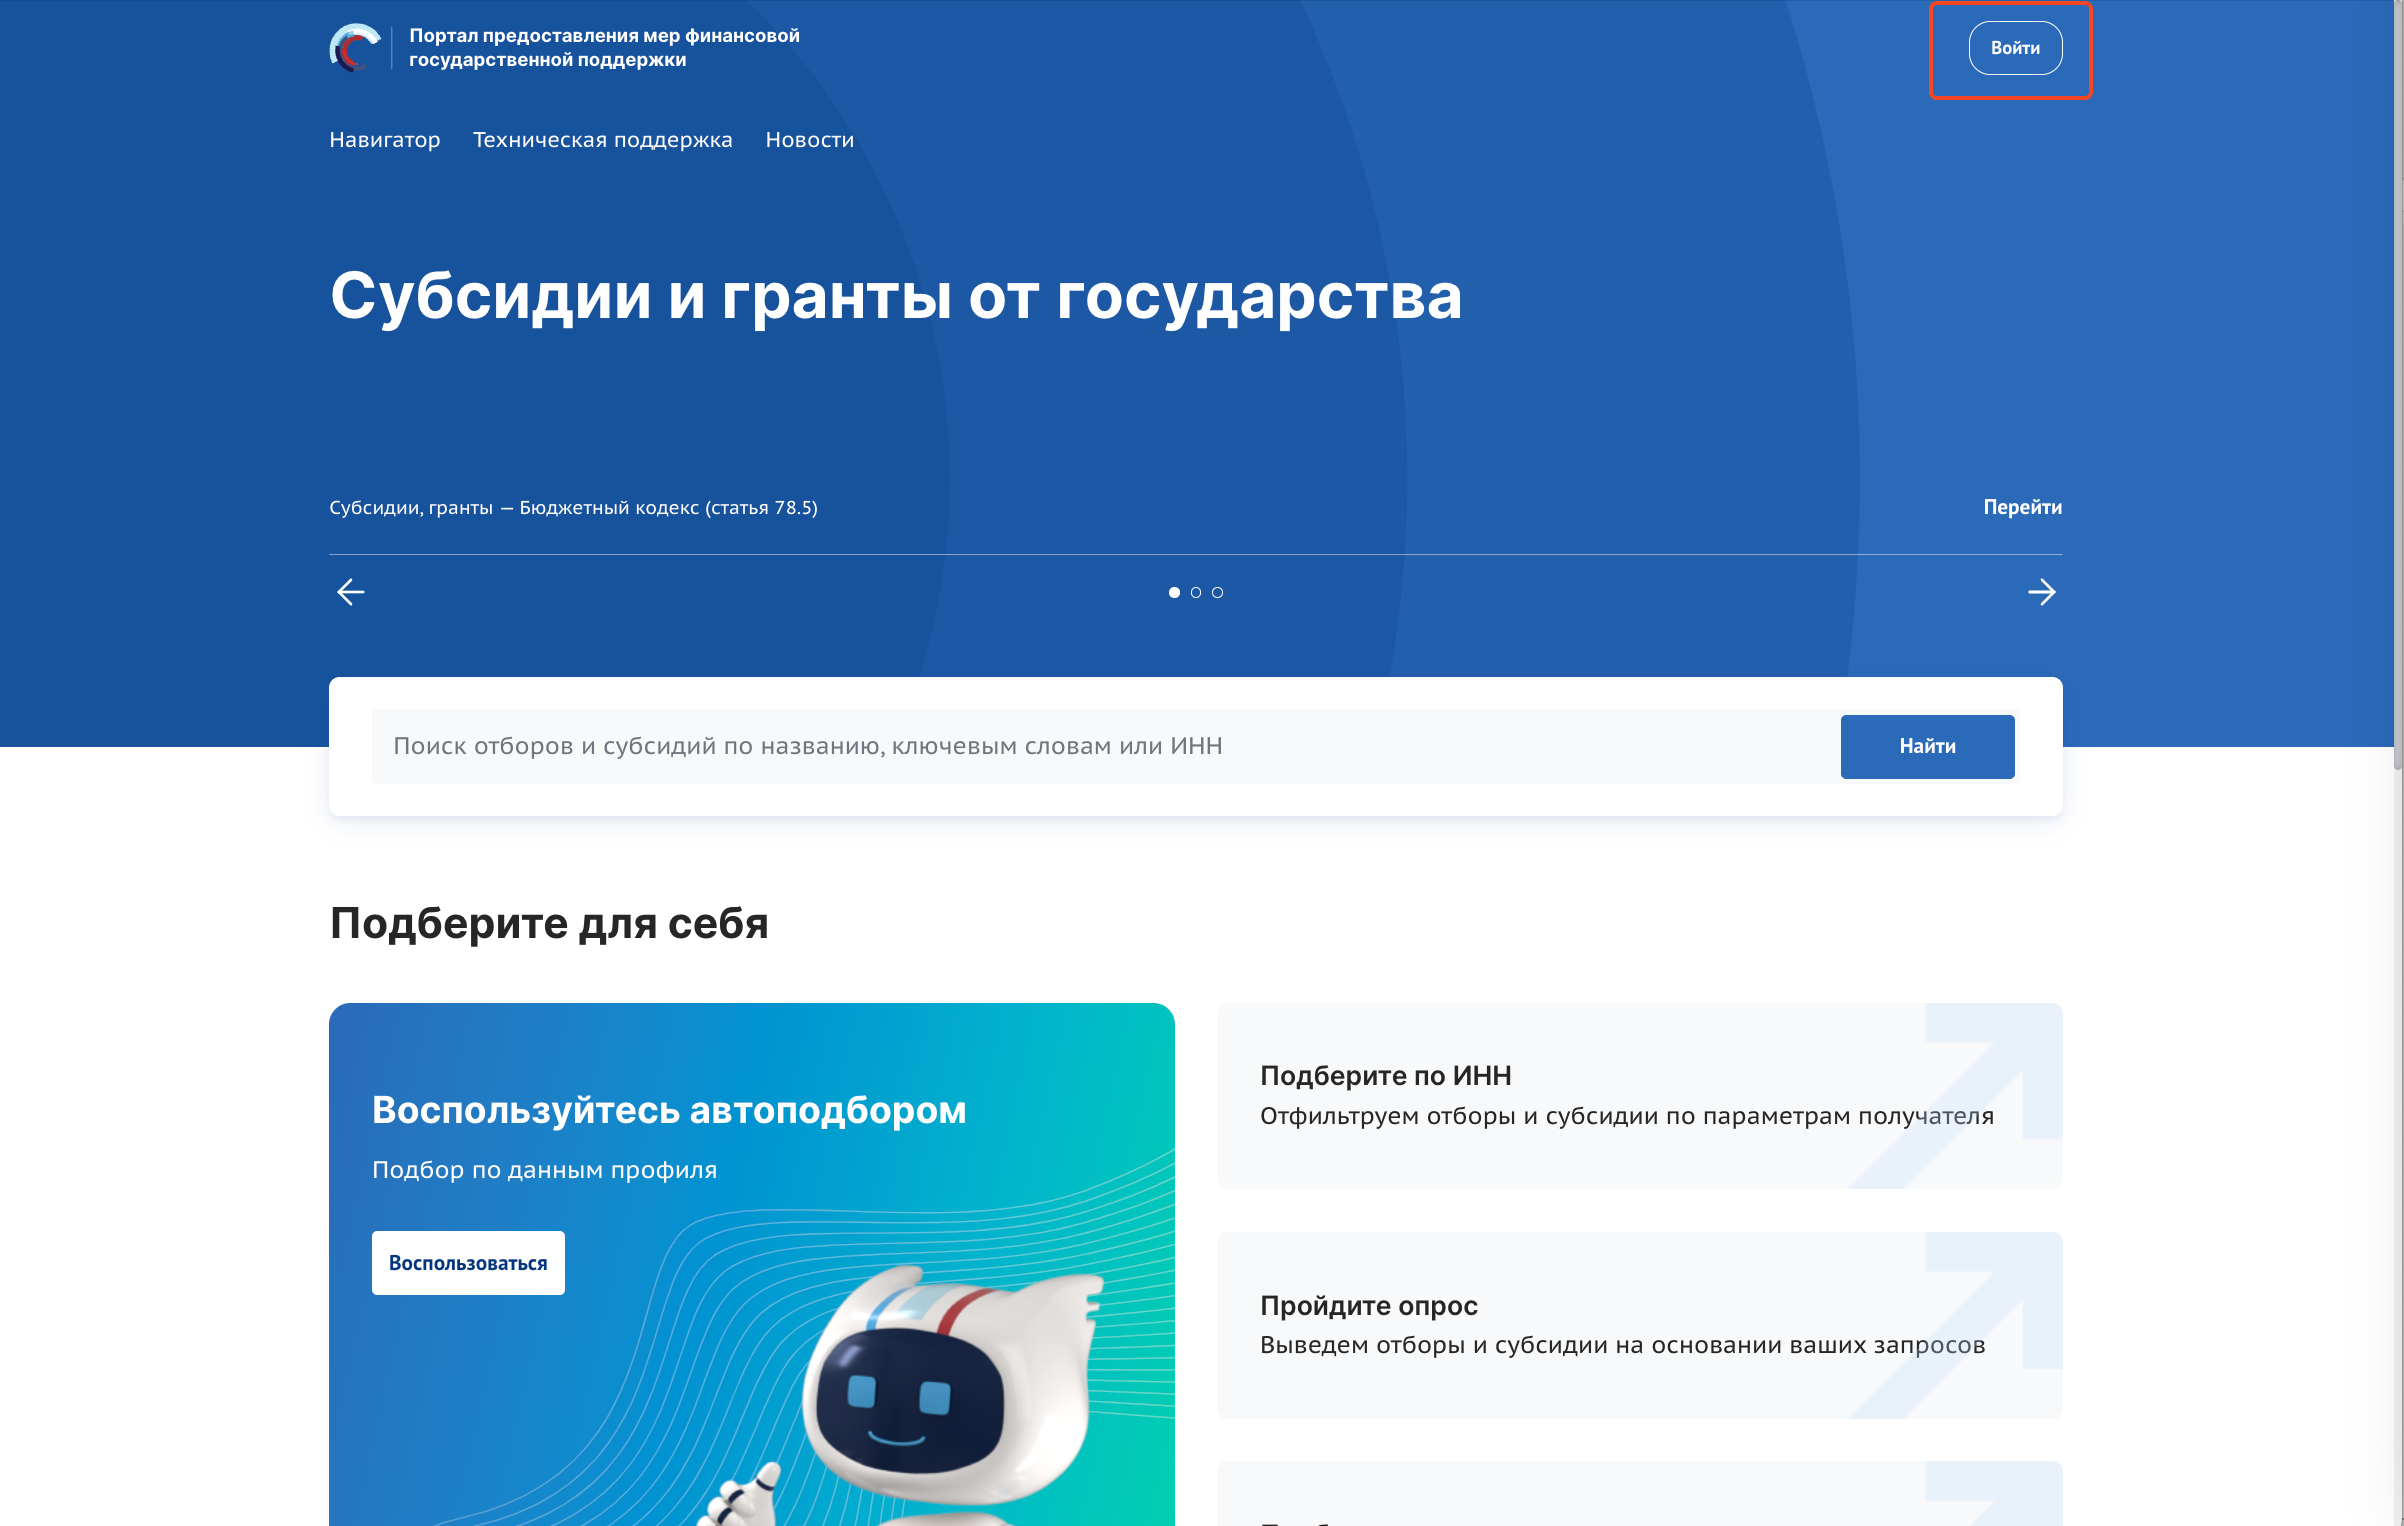 Портал предоставления мер финансовой
государственной поддержки
Войти
Навигатор Техническая поддержка Новости
Субсидии и гранты от государства
Субсидии, гранты — Бюджетный кодекс (статья 78.5)
Перейти
Поиск отборов и субсидий по названию, ключевым словам или ИНН
Найти
Подберите для себя
Воспользуйтесь автоподбором
Подбор по данным профиля
Воспользоваться
Подберите по ИНН
Отфильтруем отборы и субсидии по параметрам получателя
Пройдите опрос
Выведем отборы и субсидии на основании ваших запросов